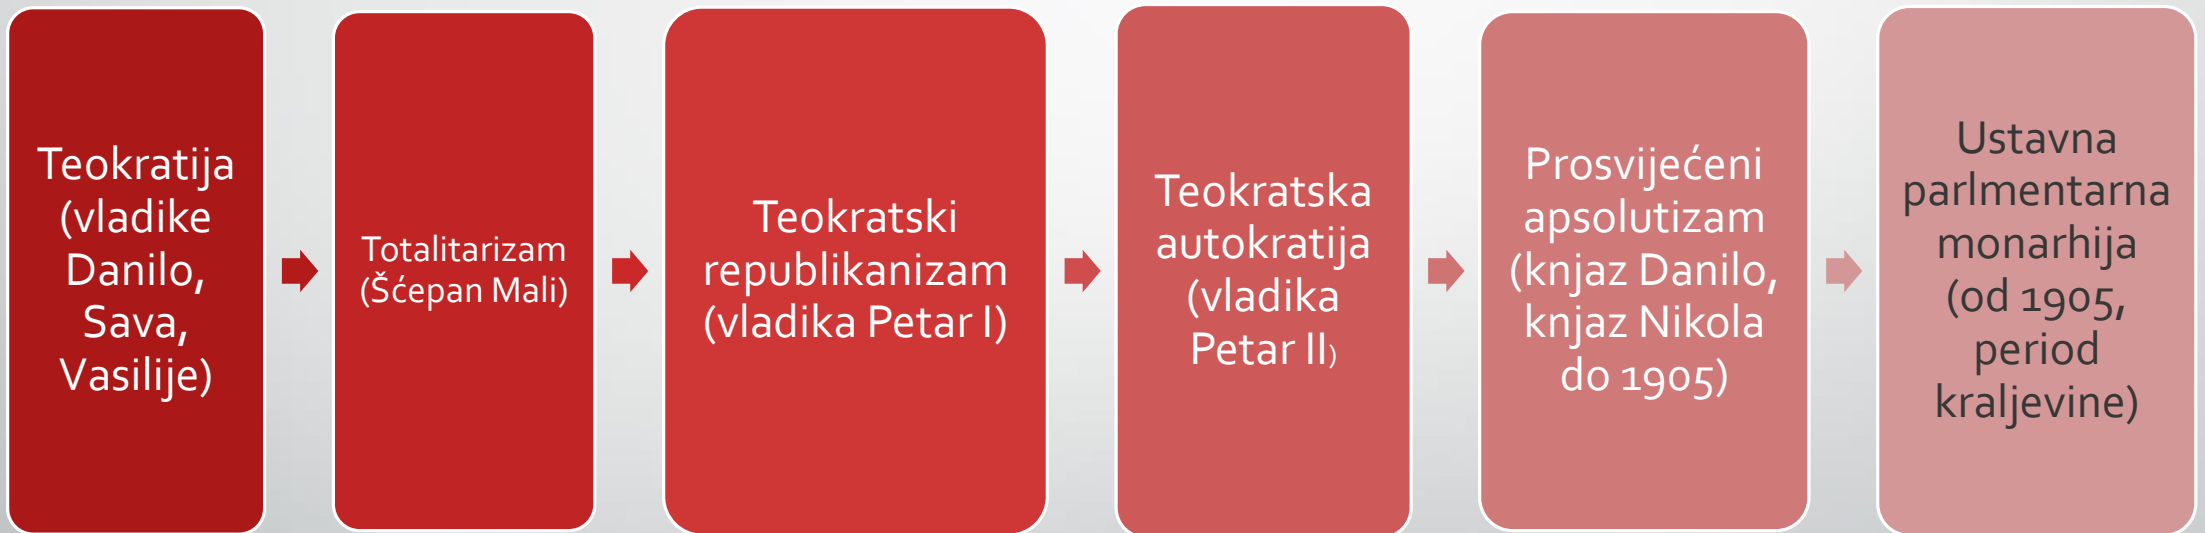 Teokratija
(vladike
Danilo,
Sava,
Vasilije)
Totalitarizam
(Šćepan Mali)
Teokratski
republikanizam
(vladika Petar I)
Teokratska
autokratija
(vladika
Petar II)
Prosvijećeni
apsolutizam
(knjaz Danilo,
knjaz Nikola
do 1905)
Ustavna
parlmentarna
monarhija
(od 1905,
period
kraljevine)